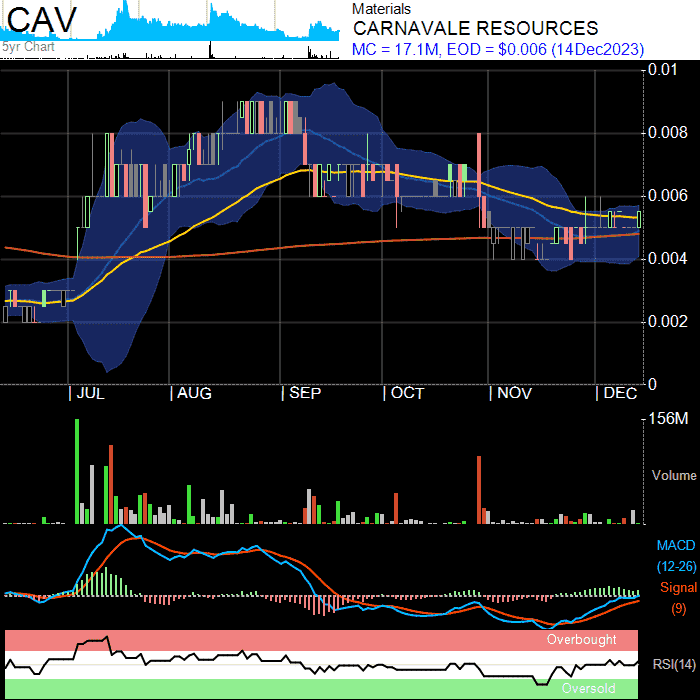 CAV
5yr Chart
Materials
CARNAVALE RESOURCES
MC = 17.1M, EOD = $0.006 (14Dec2023)
0.01
0.008
0.006
0.004
0.002
0
JUL AUG SEP OCT NOV DEC
156M
Volume
MACD
(12-26)
Signal
(9)
Overbought
RSI(14)
Oversold